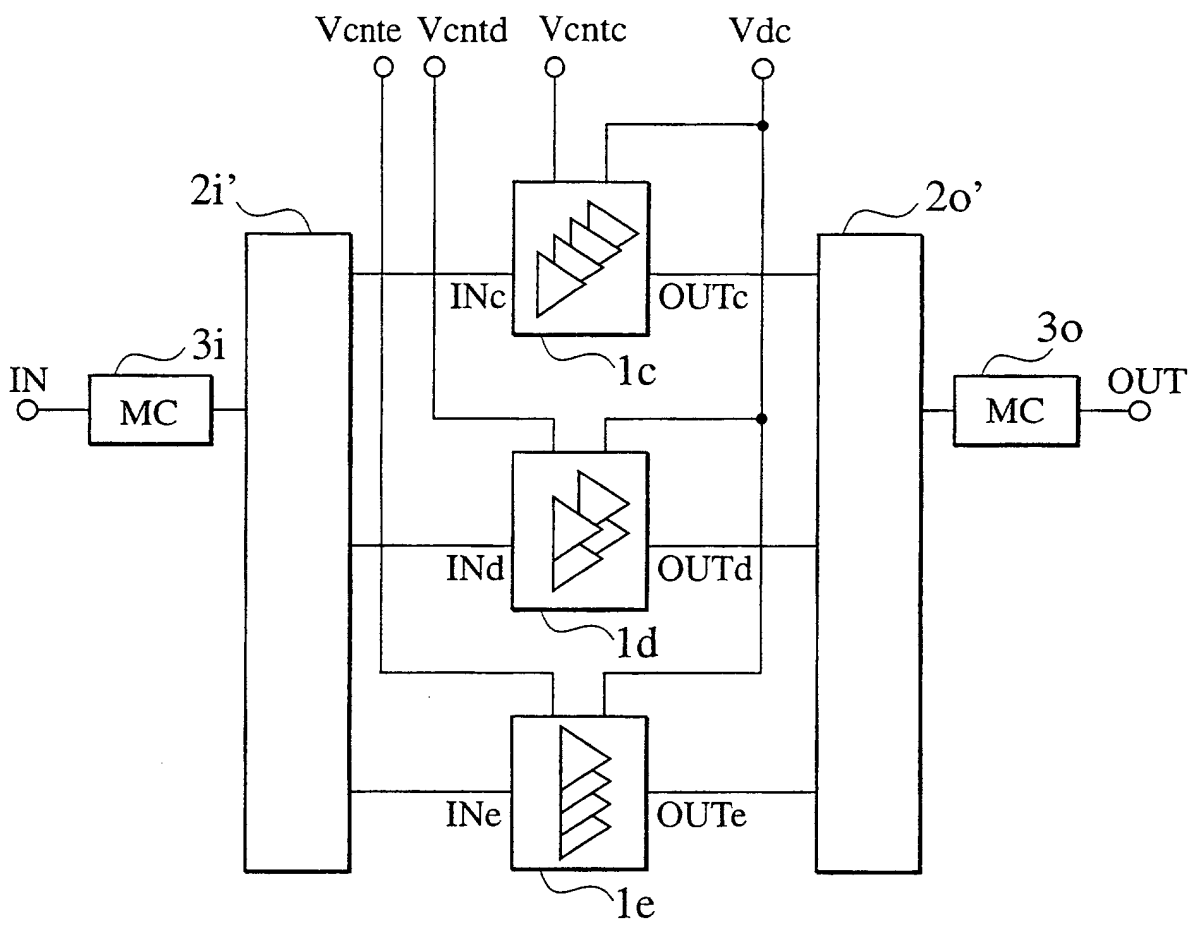 Vcnte Vcntd Vcntc Vdc
2i’ 2o’
INc OUTc
1c
3i 3o
IN MC MC OUT
INd OUTd
1d
INe OUTe
1e